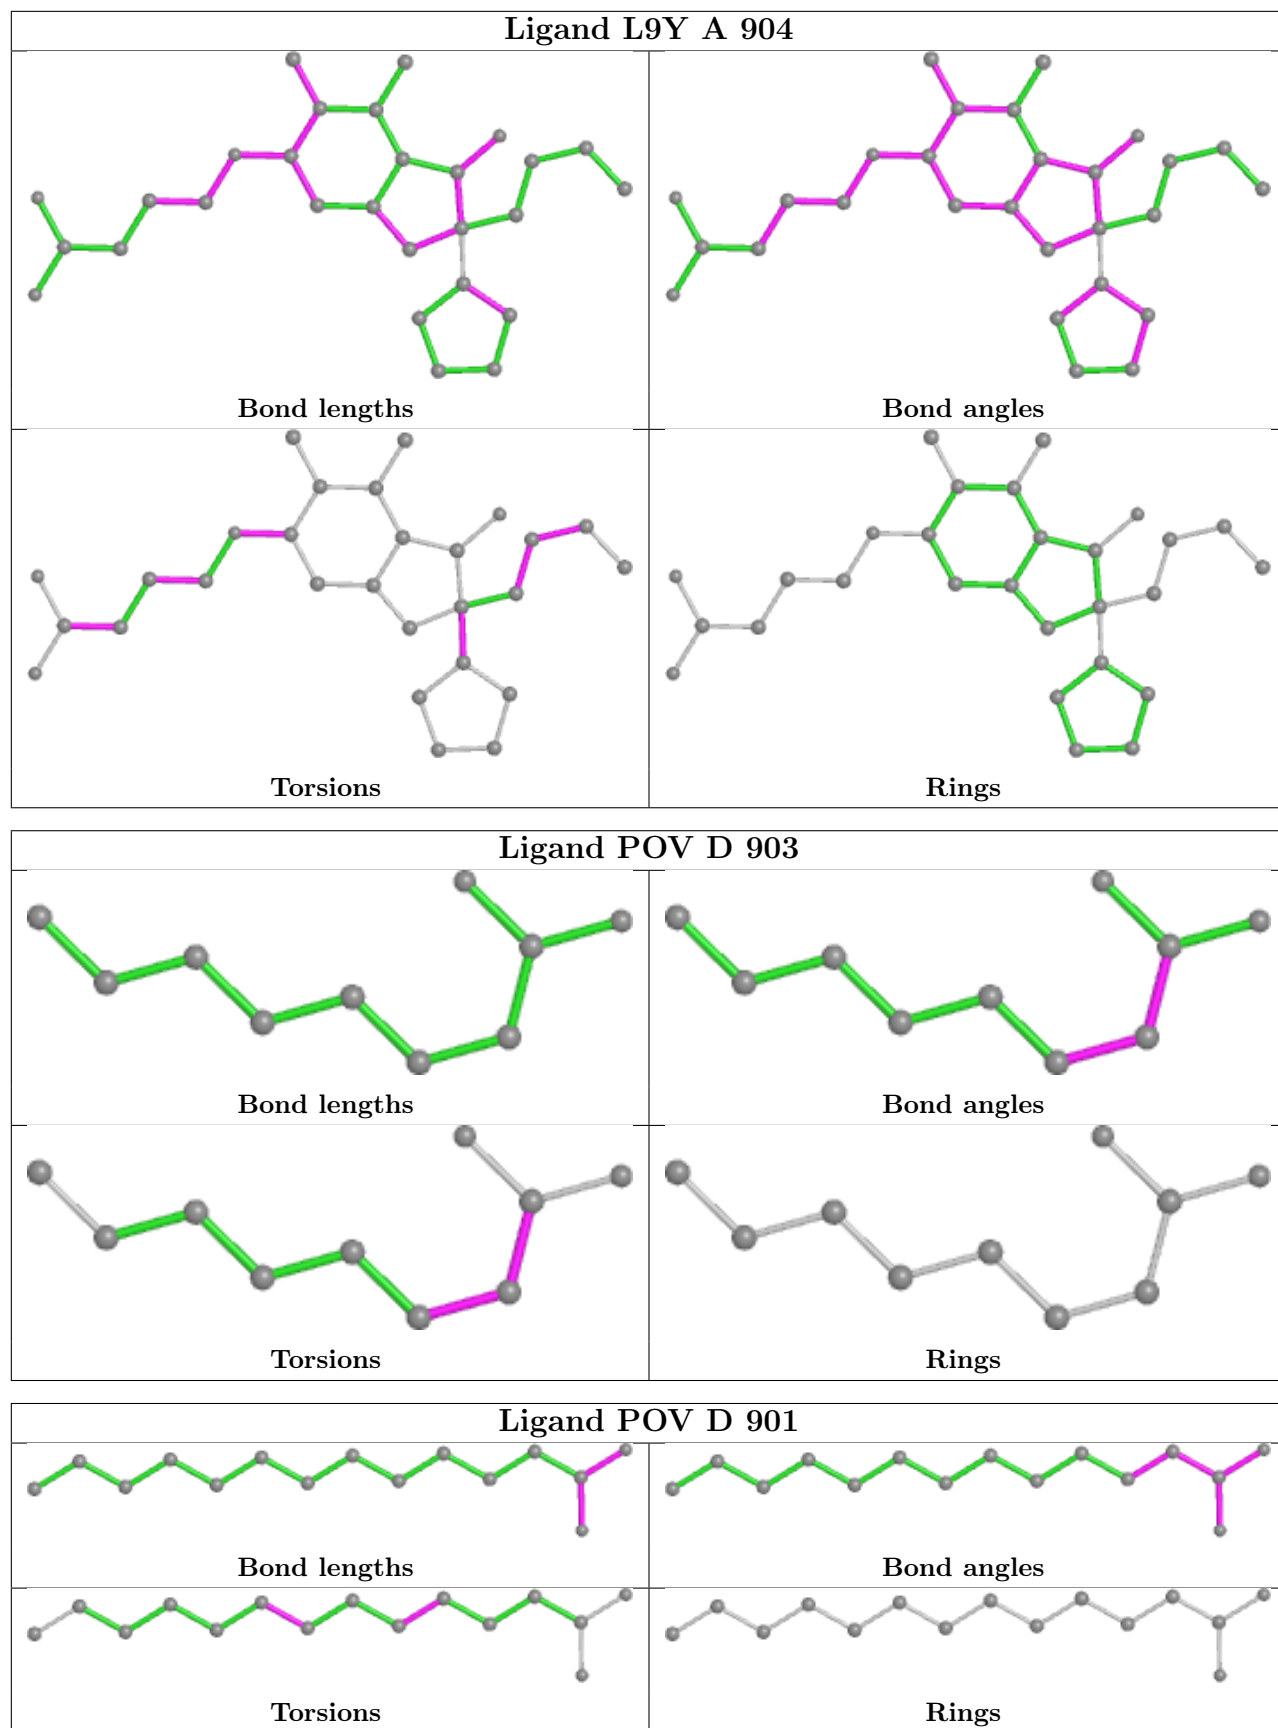 Ligand L9Y A 904
Bond lengths
Bond angles
Torsions
Rings
Ligand POV D 903
Bond lengths
Bond angles
Torsions
Rings
Ligand POV D 901
Bond lengths
Bond angles
Torsions
Rings